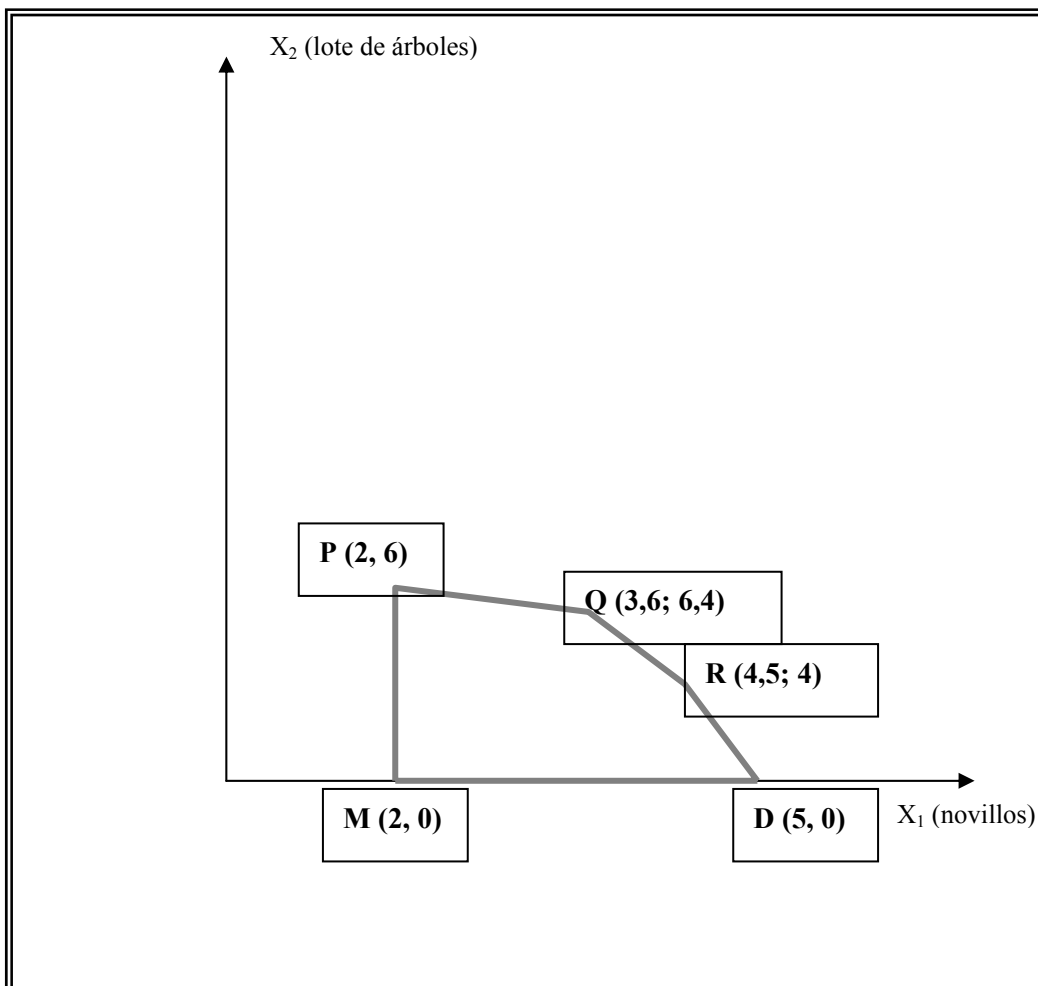 X₂ (lote de árboles)
P (2, 6)
Q (3,6; 6,4)
R (4,5; 4)
M (2, 0)
D (5, 0)
X₁ (novillos)